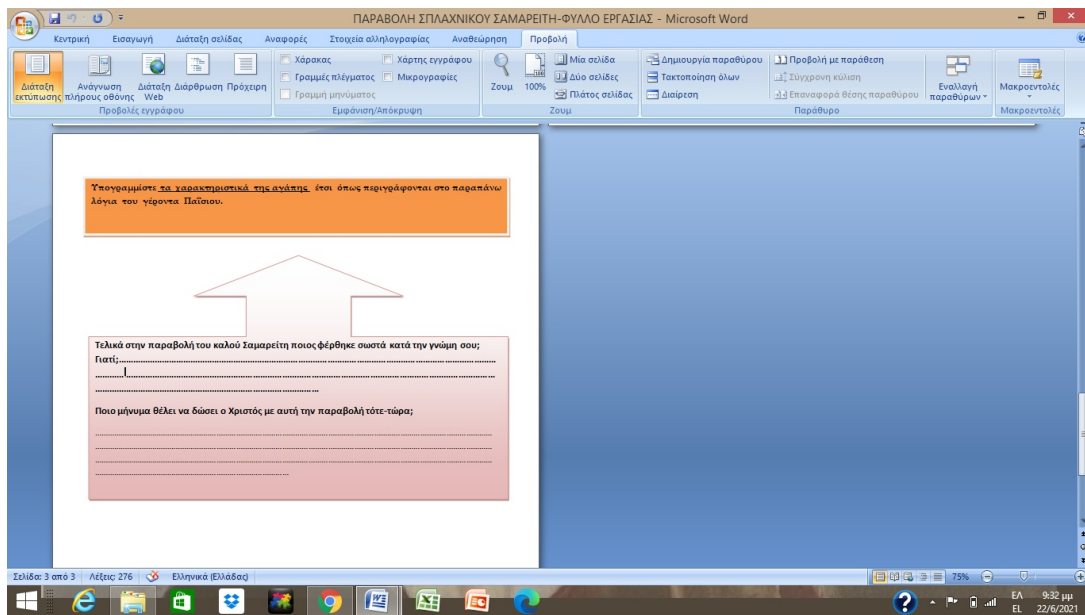 ΠΑΡΑΒΟΛΗ ΣΠΛΑΧΝΙΚΟΥ ΣΑΜΑΡΕΙΤΗ-ΦΥΛΛΟ ΕΡΓΑΣΙΑΣ - Microsoft Word
Κεντρική Εισαγωγή Διάταξη σελίδας Αναφορές Στοιχεία αλληλογραφίας Αναθεώρηση Προβολή
Διάταξη εκτύπωσης
Ανάγνωση πλήρους οθόνης
Διάταξη Web
Διάρθρωση
Πρόχειρη
Προβολές εγγράφου
Χάρακας
Γραμμές πλέγματος
Γραμμή μηνύματος
Χάρτης εγγράφου
Μικρογραφίες
Εμφάνιση/Απόκρυψη
Ζουμ
100%
Μία σελίδα
Δύο σελίδες
Πλάτος σελίδας
Ζουμ
Δημιουργία παραθύρου
Τακτοποίηση όλων
Διαίρεση
Προβολή με παράθεση
Σύγχρονη κύλιση
Επαναφορά θέσης παραθύρου
Εναλλαγή παραθύρων
Παράθυρο
Μακροεντολές
Μακροεντολές
Υπογραμμίστε τα χαρακτηριστικά της αγάπης έτσι όπως περιγράφονται στο παραπάνω
λόγια του γέροντα Παΐσιου.
Τελικά στην παραβολή του καλού Σαμαρείτη ποιος φέρθηκε σωστά κατά την γνώμη σου;
Γιατί;
Ποιο μήνυμα θέλει να δώσει ο Χριστός με αυτή την παραβολή τότε-τώρα;
Σελίδα: 3 από 3 Λέξεις: 276 Ελληνικά (Ελλάδας) 75%
ΕΛ 9:32 μμ
EL 22/6/2021